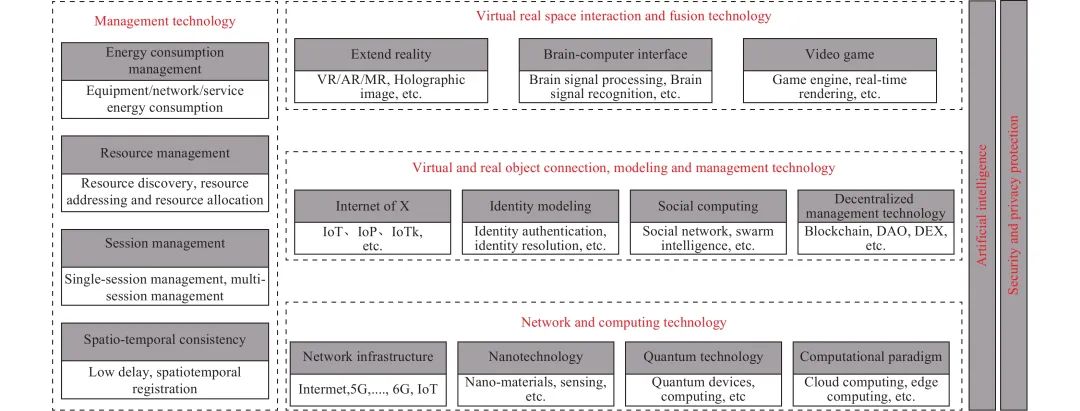 Management technology
Energy consumption
management
Equipment/network/service
energy consumption
Resource management
Resource discovery, resource
addressing and resource allocation
Session management
Single-session management, multi-
session management
Spatio-temporal consistency
Low delay, spatiotemporal
registration
Virtual real space interaction and fusion technology
Extend reality
VR/AR/MR, Holographic
image, etc.
Brain-computer interface
Brain signal processing, Brain
signal recognition, etc.
Video game
Game engine, real-time
rendering, etc.
Virtual and real object connection, modeling and management technology
Internet of X
IoT、IoP、IoTk,
etc.
Identity modeling
Identity authentication,
identity resolution, etc.
Social computing
Social network, swarm
intelligence, etc.
Decentralized
management technology
Blockchain, DAO, DEX,
etc.
Network and computing technology
Network infrastructure
Internet,5G,...., 6G, IoT
Nanotechnology
Nano-materials, sensing,
etc.
Quantum technology
Quantum devices,
computing, etc
Computational paradigm
Cloud computing, edge
computing, etc.
Artificial intelligence
Security and privacy protection